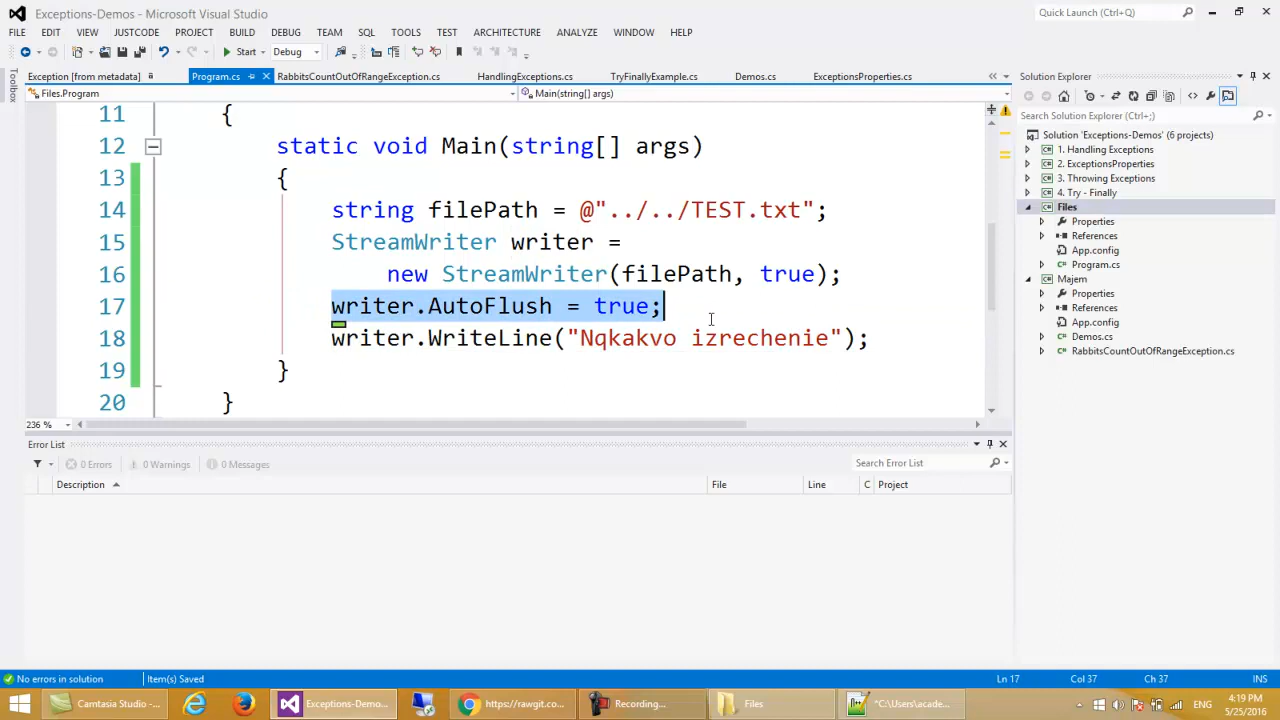 Exceptions-Demos - Microsoft Visual Studio
Quick Launch (Ctrl+Q)
FILE EDIT VIEW JUSTCODE PROJECT BUILD DEBUG TEAM SQL TOOLS TEST ARCHITECTURE ANALYZE WINDOW HELP
Start Debug
Toolbox
Exception [from metadata] Program.cs RabbitsCountOutOfRangeException.cs HandlingExceptions.cs TryFinallyExample.cs Demos.cs ExceptionsProperties.cs
Files.Program Main(string[] args)
11 {
12 static void Main(string[] args)
13 {
14 string filePath = @"../../TEST.txt";
15 StreamWriter writer =
16 new StreamWriter(filePath, true);
17 writer.AutoFlush = true;
18 writer.WriteLine("Nqkakvo izrechenie");
19 }
20 }
236 %
Solution Explorer
Search Solution Explorer (Ctrl+;)
Solution 'Exceptions-Demos' (6 projects)
1. Handling Exceptions
2. ExceptionsProperties
3. Throwing Exceptions
4. Try - Finally
Files
Properties
References
App.config
Program.cs
Majem
Properties
References
App.config
Demos.cs
RabbitsCountOutOfRangeException.cs
Error List
0 Errors 0 Warnings 0 Messages
Search Error List
Description File Line C Project
No errors in solution Item(s) Saved
Ln 17 Col 37 Ch 37 INS
Camtasia Studio -... Exceptions-Demo... https://rawgit.co... Recording... Files *C:\Users\acade...
ENG
4:19 PM
5/25/2016